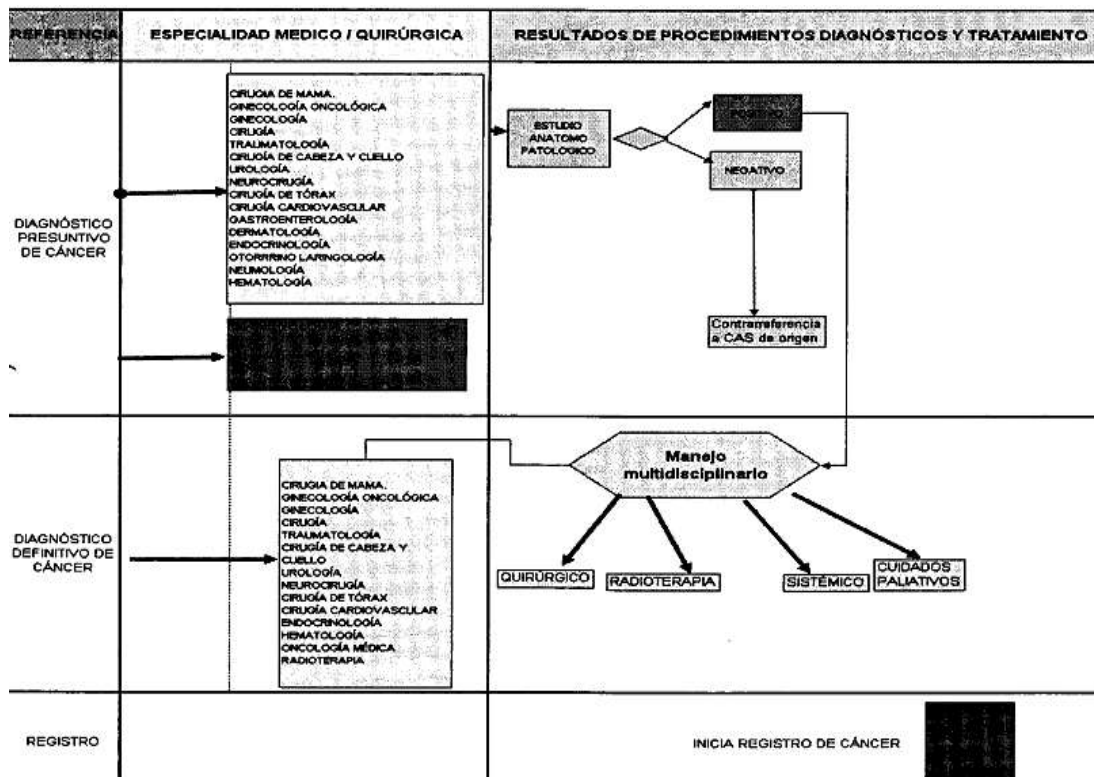 REFERENCIA
ESPECIALIDAD MEDICO / QUIRÚRGICA
RESULTADOS DE PROCEDIMIENTOS DIAGNÓSTICOS Y TRATAMIENTO
DIAGNÓSTICO
PRESUNTIVO
DE CÁNCER
CIRUGIA DE MAMA.
GINECOLOGÍA ONCOLÓGICA
GINECOLOGÍA
CIRUGÍA
TRAUMATOLOGÍA
CIRUGÍA DE CABEZA Y CUELLO
UROLOGÍA
NEUROCIRUGÍA
CIRUGÍA DE TÓRAX
CIRUGÍA CARDIOVASCULAR
GASTROENTEROLOGÍA
DERMATOLOGÍA
ENDOCRINOLOGÍA
OTORRRINO LARINGOLOGÍA
NEUMOLOGÍA
HEMATOLOGÍA
ESTUDIO
ANATOMO
PATOLOGICO
POSITIVO
NEGATIVO
Contrarreferencia
a CAS de origen
DIAGNÓSTICO
DEFINITIVO DE
CÁNCER
CIRUGIA DE MAMA.
GINECOLOGÍA ONCOLÓGICA
GINECOLOGÍA
CIRUGÍA
TRAUMATOLOGÍA
CIRUGÍA DE CABEZA Y
CUELLO
UROLOGÍA
NEUROCIRUGÍA
CIRUGÍA DE TÓRAX
CIRUGÍA CARDIOVASCULAR
ENDOCRINOLOGÍA
HEMATOLOGÍA
ONCOLOGÍA MÉDICA
RADIOTERAPIA
Manejo
multidisciplinario
QUIRÚRGICO
RADIOTERAPIA
SISTÉMICO
CUIDADOS
PALIATIVOS
REGISTRO
INICIA REGISTRO DE CÁNCER